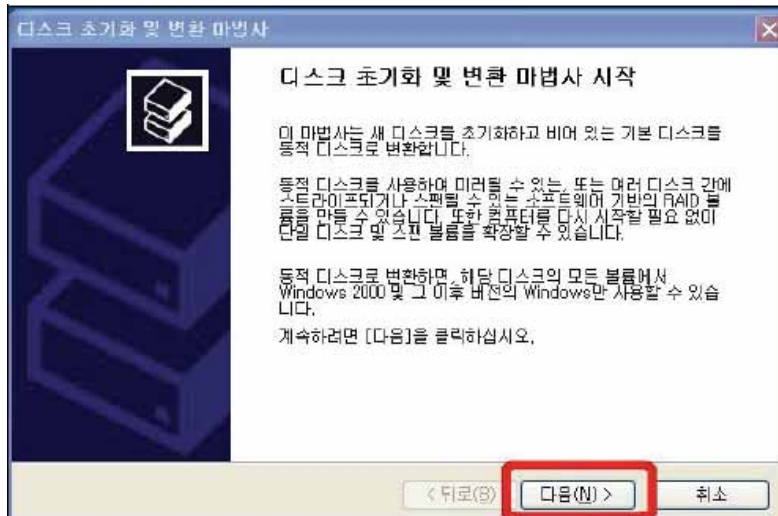 디스크 초기화 및 변환 마법사
디스크 초기화 및 변환 마법사 시작
이 마법사는 새 디스크를 초기화하고 비어 있는 기본 디스크를
동적 디스크로 변환합니다.
동적 디스크를 사용하여 미러될 수 있는, 또는 여러 디스크 간에
스트라이프되거나 스팬될 수 있는 소프트웨어 기반의 RAID 볼
륨을 만들 수 있습니다. 또한 컴퓨터를 다시 시작할 필요 없이
단일 디스크 및 스팬 볼륨을 확장할 수 있습니다.
동적 디스크로 변환하면, 해당 디스크의 모든 볼륨에서
Windows 2000 및 그 이후 버전의 Windows만 사용할 수 있습
니다.
계속하려면 [다음]을 클릭하십시오.
< 뒤로(B)
다음(N) >
취소